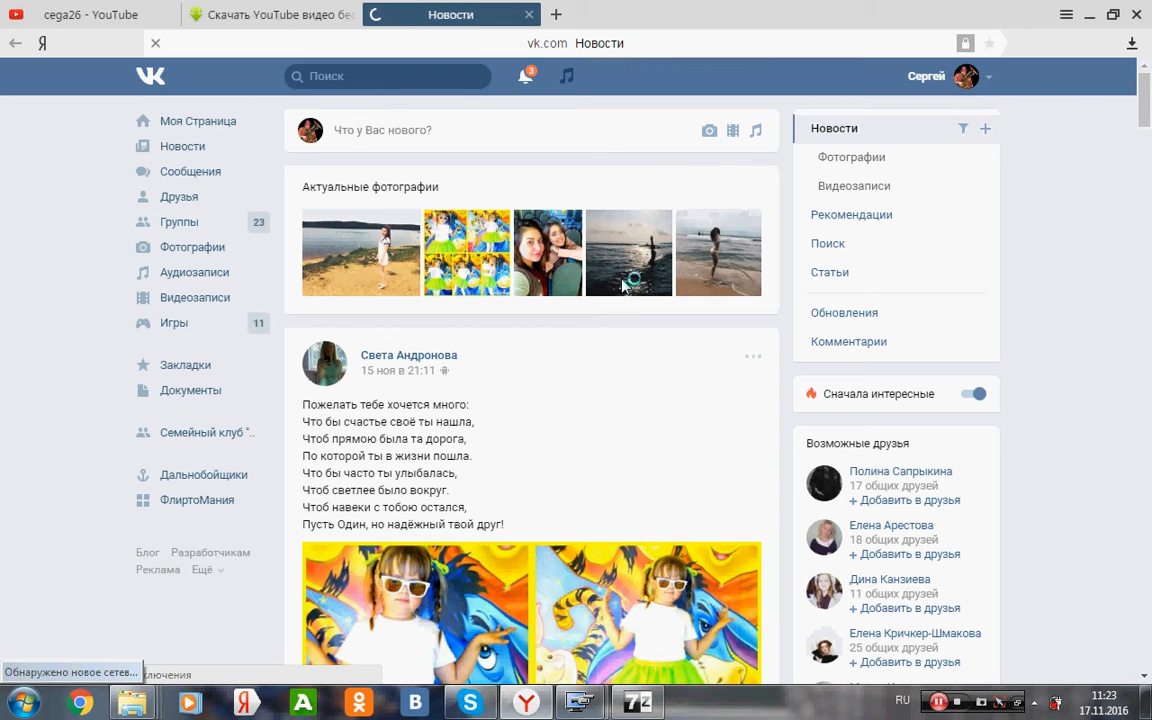 cega26 - YouTube
Скачать YouTube видео бес
Новости
Я
vk.com Новости
Поиск
3
Сергей
Моя Страница
Новости
Сообщения
Друзья
Группы 23
Фотографии
Аудиозаписи
Видеозаписи
Игры 11
Закладки
Документы
Семейный клуб "..
Дальнобойщики
ФлиртоМания
Блог Разработчикам
Реклама Ещё
Что у Вас нового?
Актуальные фотографии
Света Андронова
15 ноя в 21:11
Пожелать тебе хочется много:
Что бы счастье своё ты нашла,
Чтоб прямою была та дорога,
По которой ты в жизни пошла.
Что бы часто ты улыбалась,
Чтоб светлее было вокруг.
Чтоб навеки с тобою остался,
Пусть Один, но надёжный твой друг!
Новости
Фотографии
Видеозаписи
Рекомендации
Поиск
Статьи
Обновления
Комментарии
Сначала интересные
Возможные друзья
Полина Сапрыкина
17 общих друзей
+ Добавить в друзья
Елена Арестова
18 общих друзей
+ Добавить в друзья
Дина Канзиева
11 общих друзей
+ Добавить в друзья
Елена Кричкер-Шмакова
25 общих друзей
+ Добавить в друзья
Обнаружено новое сетев...
ключения
RU
11:23
17.11.2016